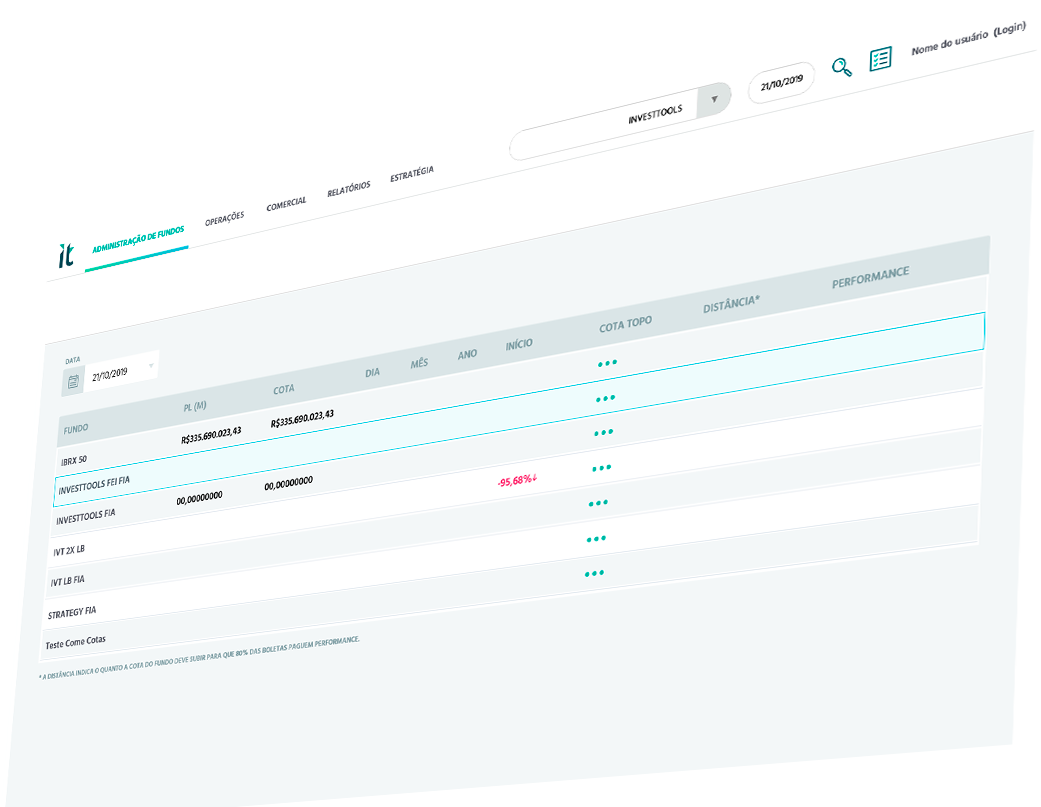 INVESTTOOLS
21/10/2019
Nome do usuário (Login)
it
ADMINISTRAÇÃO DE FUNDOS OPERAÇÕES COMERCIAL RELATÓRIOS ESTRATÉGIA
DATA
21/10/2019
FUNDO PL (M) COTA DIA MÊS ANO INÍCIO COTA TOPO DISTÂNCIA* PERFORMANCE
IBRX 50 R$335.690.023,43 R$335.690.023,43
INVESTTOOLS FEI FIA
INVESTTOOLS FIA 00,00000000 00,00000000
IVT 2X LB -95,68%↓
IVT LB FIA
STRATEGY FIA
Teste Come Cotas
* A DISTÂNCIA INDICA O QUANTO A COTA DO FUNDO DEVE SUBIR PARA QUE 80% DAS BOLETAS PAGUEM PERFORMANCE.